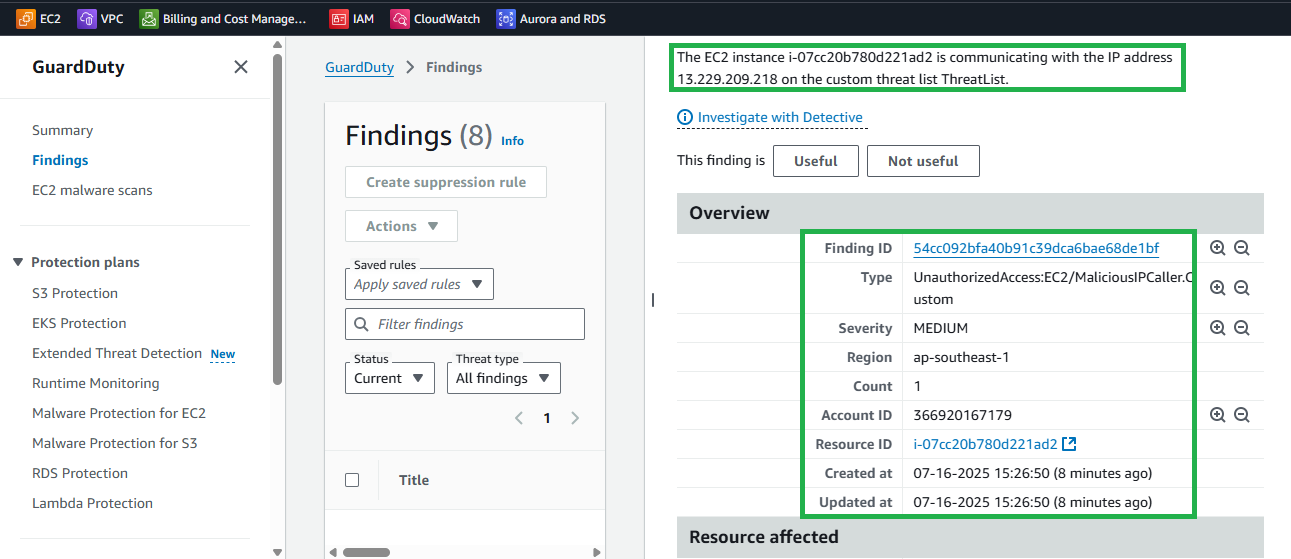 EC2 VPC Billing and Cost Manage... IAM CloudWatch Aurora and RDS
GuardDuty
Summary
Findings
EC2 malware scans
Protection plans
S3 Protection
EKS Protection
Extended Threat Detection New
Runtime Monitoring
Malware Protection for EC2
Malware Protection for S3
RDS Protection
Lambda Protection
GuardDuty > Findings
Findings (8) Info
Create suppression rule
Actions
Saved rules
Apply saved rules
Filter findings
Status
Current
Threat type
All findings
1
Title
The EC2 instance i-07cc20b780d221ad2 is communicating with the IP address
13.229.209.218 on the custom threat list ThreatList.
Investigate with Detective
This finding is Useful Not useful
Overview
Finding ID 54cc092bfa40b91c39dca6bae68de1bf
Type UnauthorizedAccess:EC2/MaliciousIPCaller.C
ustom
Severity MEDIUM
Region ap-southeast-1
Count 1
Account ID 366920167179
Resource ID i-07cc20b780d221ad2
Created at 07-16-2025 15:26:50 (8 minutes ago)
Updated at 07-16-2025 15:26:50 (8 minutes ago)
Resource affected